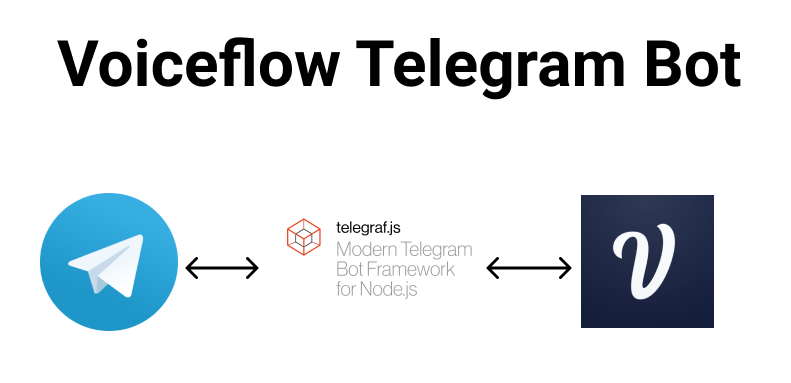 Voiceflow Telegram Bot
telegraf.js
Modern Telegram
Bot Framework
for Node.js
V